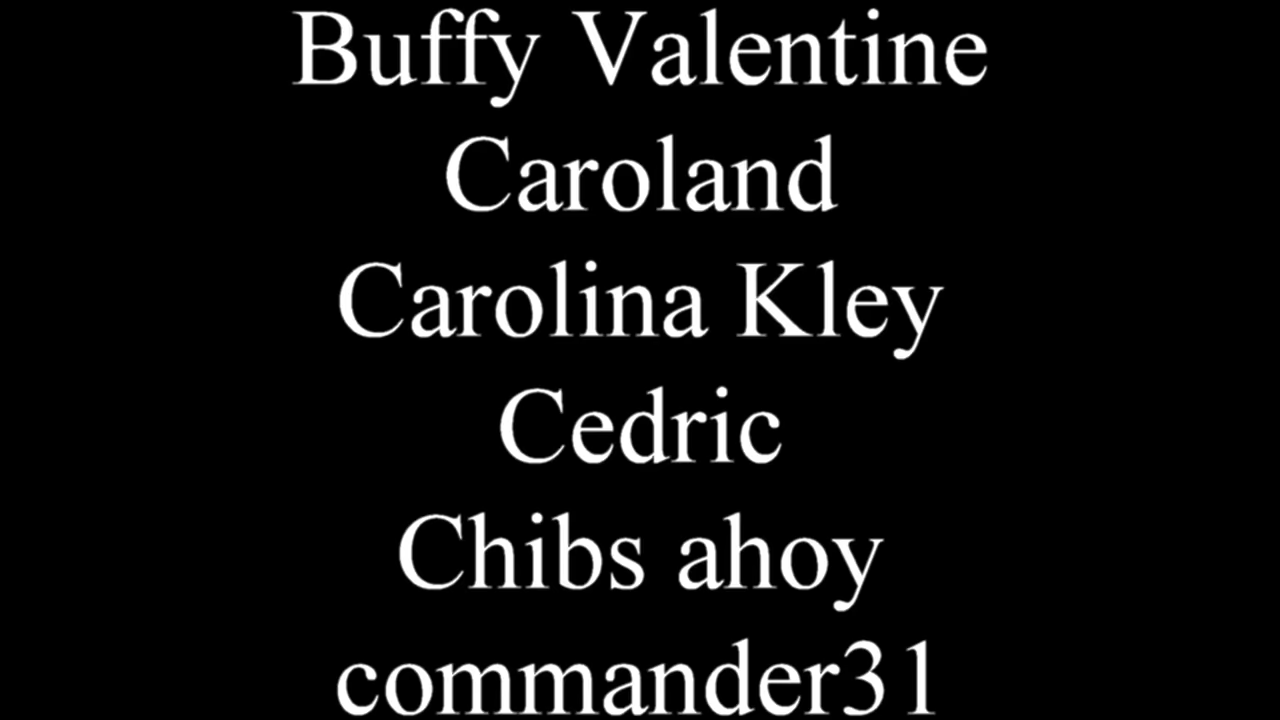 Buffy Valentine
Caroland
Carolina Kley
Cedric
Chibs ahoy
commander31